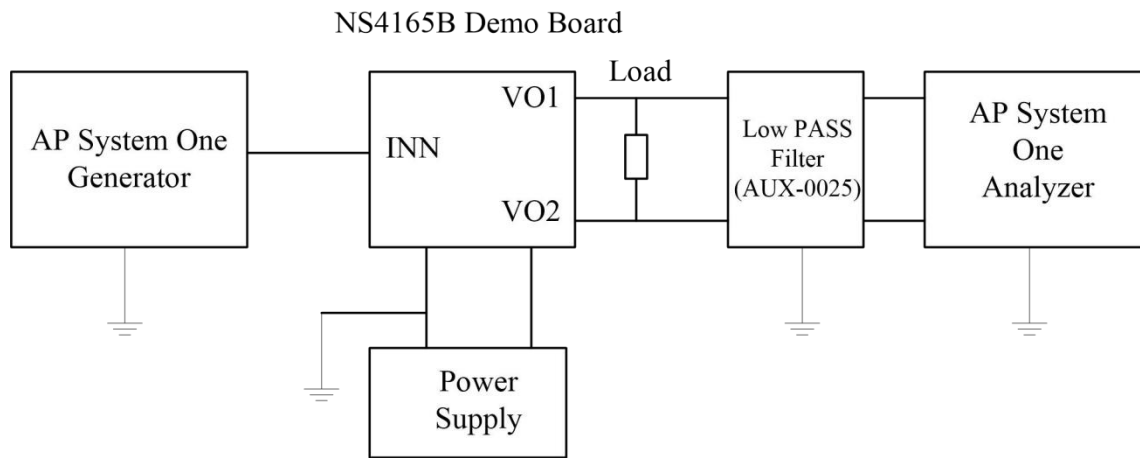 NS4165B Demo Board
AP System One
Generator
INN
VO1
VO2
Load
Low PASS
Filter
(AUX-0025)
AP System
One
Analyzer
Power
Supply